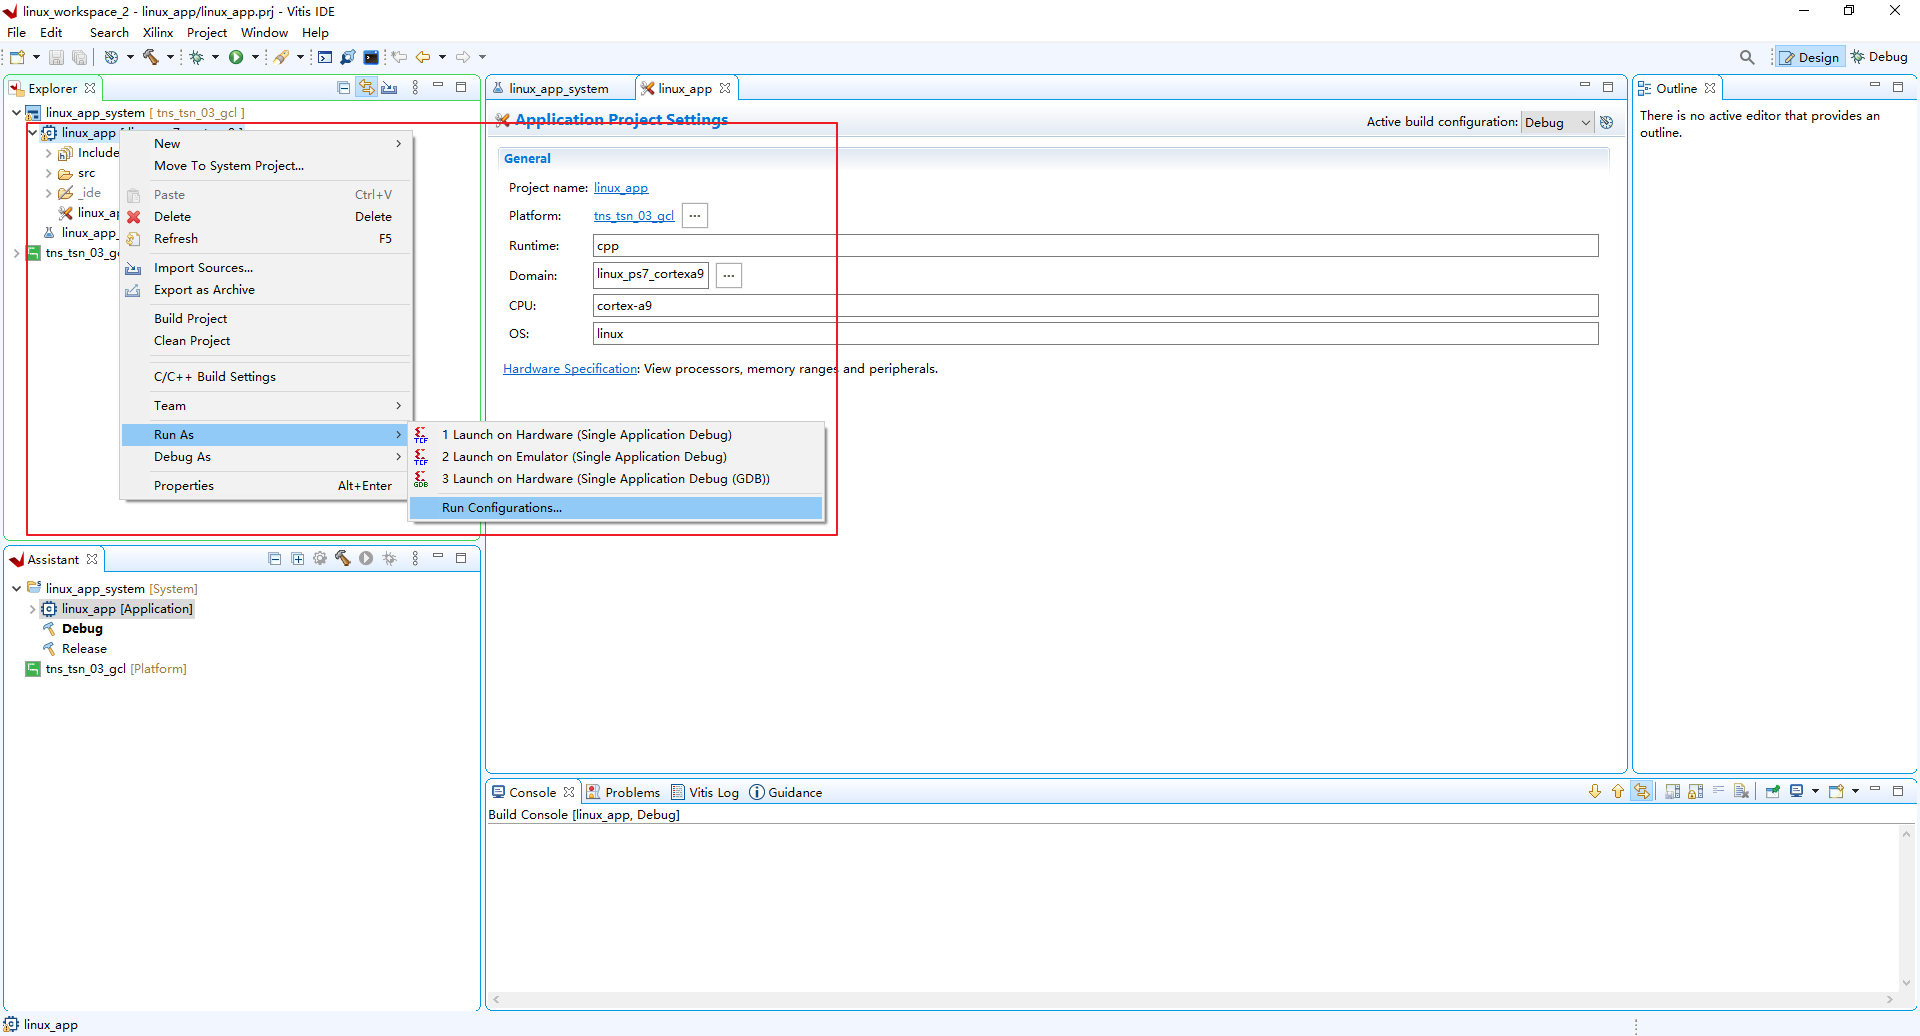 linux_workspace_2 - linux_app/linux_app.prj - Vitis IDE
File Edit Search Xilinx Project Window Help
Design Debug
Explorer
linux_app_system [ tns_tsn_03_gcl ]
linux_app
Include
src
_ide
linux_ap
linux_app_
tns_tsn_03_gc
New
Move To System Project...
Paste Ctrl+V
Delete Delete
Refresh F5
Import Sources...
Export as Archive
Build Project
Clean Project
C/C++ Build Settings
Team
Run As
Debug As
Properties Alt+Enter
1 Launch on Hardware (Single Application Debug)
2 Launch on Emulator (Single Application Debug)
3 Launch on Hardware (Single Application Debug (GDB))
Run Configurations...
linux_app_system linux_app
Application Project Settings
Active build configuration: Debug
General
Project name: linux_app
Platform: tns_tsn_03_gcl ...
Runtime: cpp
Domain: linux_ps7_cortexa9 ...
CPU: cortex-a9
OS: linux
Hardware Specification: View processors, memory ranges and peripherals.
Outline
There is no active editor that provides an
outline.
Assistant
linux_app_system [System]
linux_app [Application]
Debug
Release
tns_tsn_03_gcl [Platform]
Console Problems Vitis Log Guidance
Build Console [linux_app, Debug]
linux_app